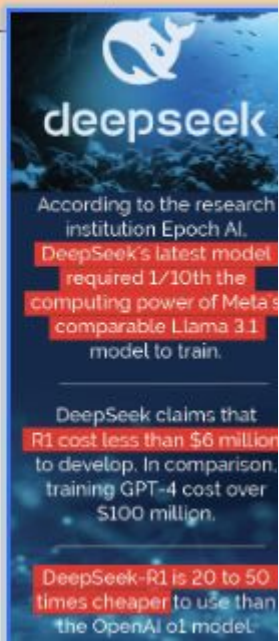 deepseek
According to the research
institution Epoch AI,
DeepSeek's latest model
required 1/10th the
computing power of Meta's
comparable Llama 3.1
model to train.
DeepSeek claims that
R1 cost less than $6 million
to develop. In comparison,
training GPT-4 cost over
$100 million.
DeepSeek-R1 is 20 to 50
times cheaper to use than
the OpenAI o1 model.